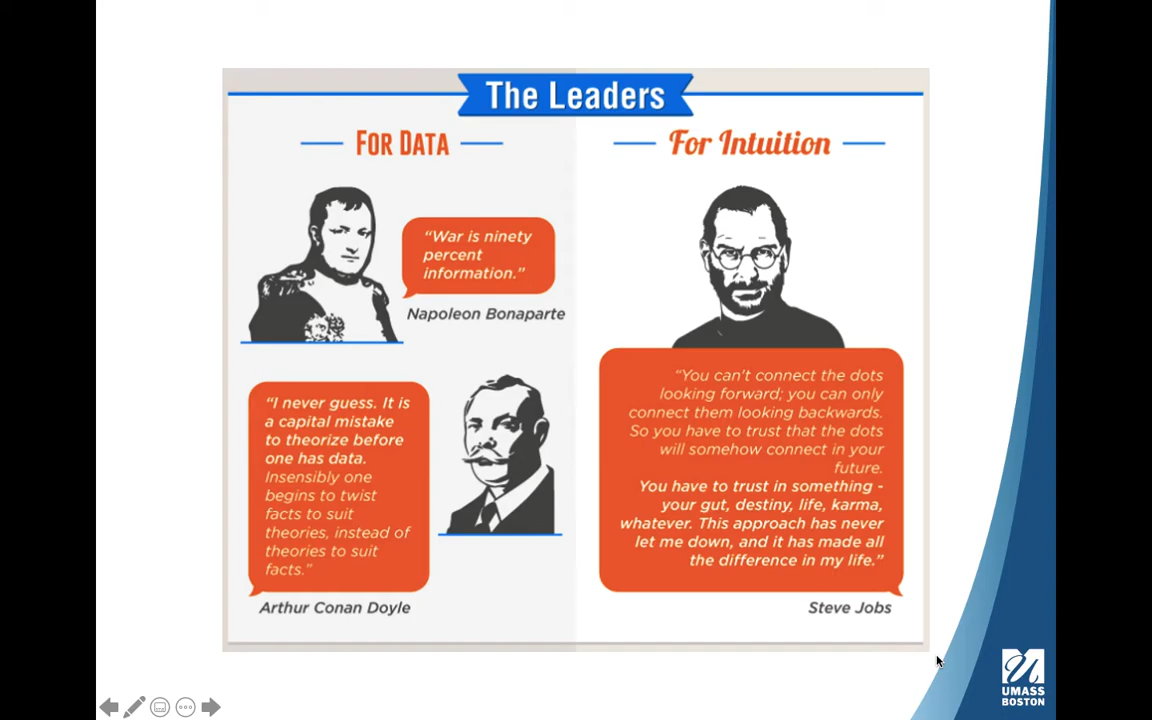 The Leaders
FOR DATA
“War is ninety
percent
information.”
Napoleon Bonaparte
“I never guess. It is
a capital mistake
to theorize before
one has data.
Insensibly one
begins to twist
facts to suit
theories, instead of
theories to suit
facts.”
Arthur Conan Doyle
For Intuition
“You can't connect the dots
looking forward; you can only
connect them looking backwards.
So you have to trust that the dots
will somehow connect in your
future.
You have to trust in something -
your gut, destiny, life, karma,
whatever. This approach has never
let me down, and it has made all
the difference in my life.”
Steve Jobs
UMASS
BOSTON